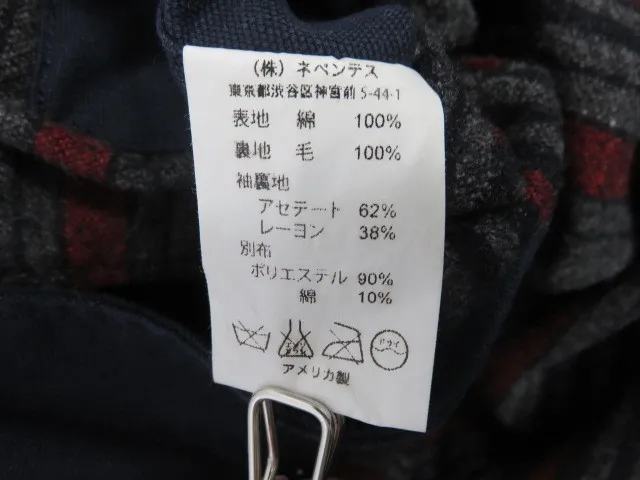 (株) ネペンテス
東京都渋谷区神宮前 5-44-1
表地 綿 100%
裏地 毛 100%
袖裏地
アセテート 62%
レーヨン 38%
別布
ポリエステル 90%
綿 10%
ドライ
アメリカ製